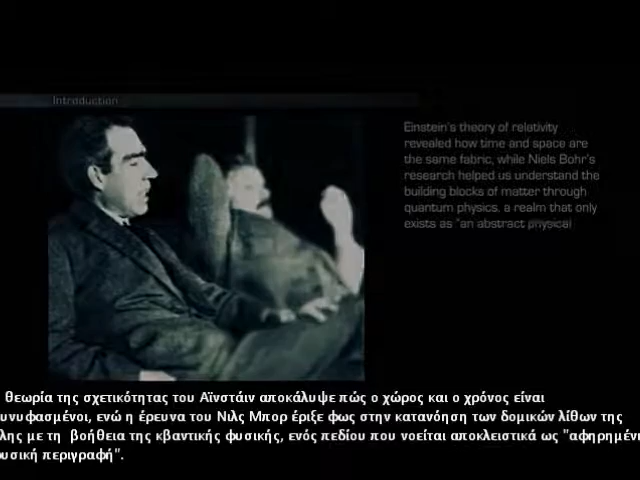 Introduction
Einstein's theory of relativity
revealed how time and space are
the same fabric, while Niels Bohr's
research helped us understand the
building blocks of matter through
quantum physics, a realm that only
exists as "an abstract physical
θεωρία της σχετικότητας του Αϊνστάιν αποκάλυψε πώς ο χώρος και ο χρόνος είναι
υνυφασμένοι, ενώ η έρευνα του Νιλς Μπορ έριξε φως στην κατανόηση των δομικών λίθων της
λης με τη βοήθεια της κβαντικής φυσικής, ενός πεδίου που νοείται αποκλειστικά ως "αφηρημένη
υσική περιγραφή".